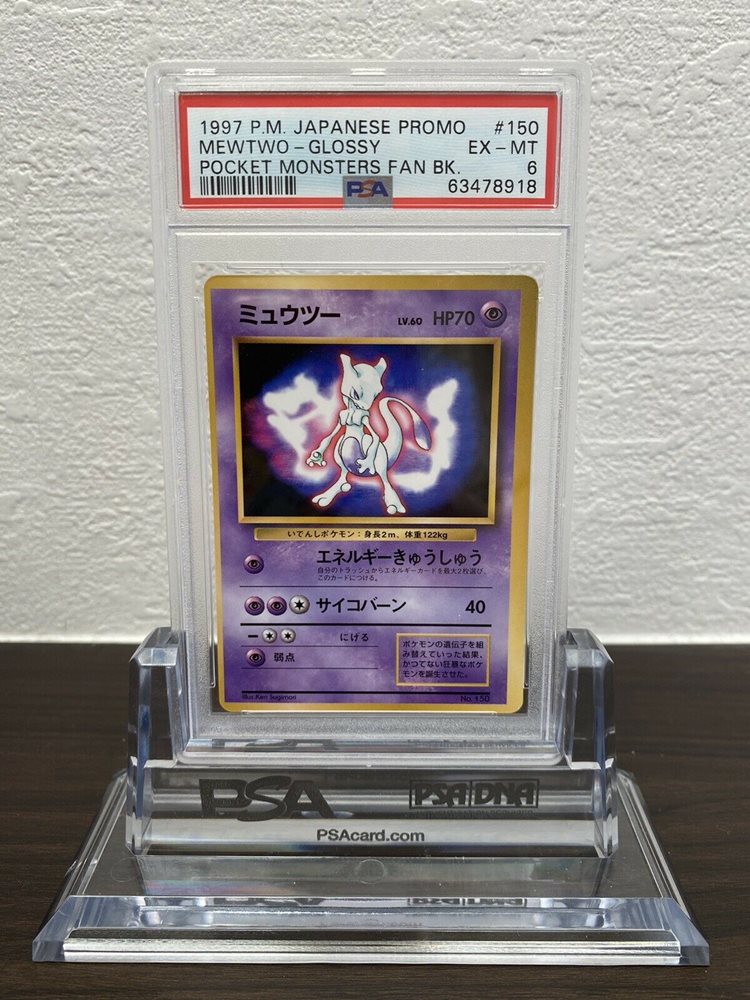 1997 P.M. JAPANESE PROMO #150
MEWTWO-GLOSSY EX-MT
POCKET MONSTERS FAN BK. 6
PSA 63478918
ミュウツー LV.60 HP70
いでんしポケモン：身長2m、体重122kg
エネルギーきゅうしゅう
自分のトラッシュからエネルギーカードを最大2枚選び、
このカードにつける。
サイコバーン 40
にげる
弱点
ポケモンの遺伝子を組
み替えていった結果、
かつてない狂暴なポケ
モンを誕生させた。
Illus.Ken Sugimori No.150
PSA PSA DNA
PSAcard.com